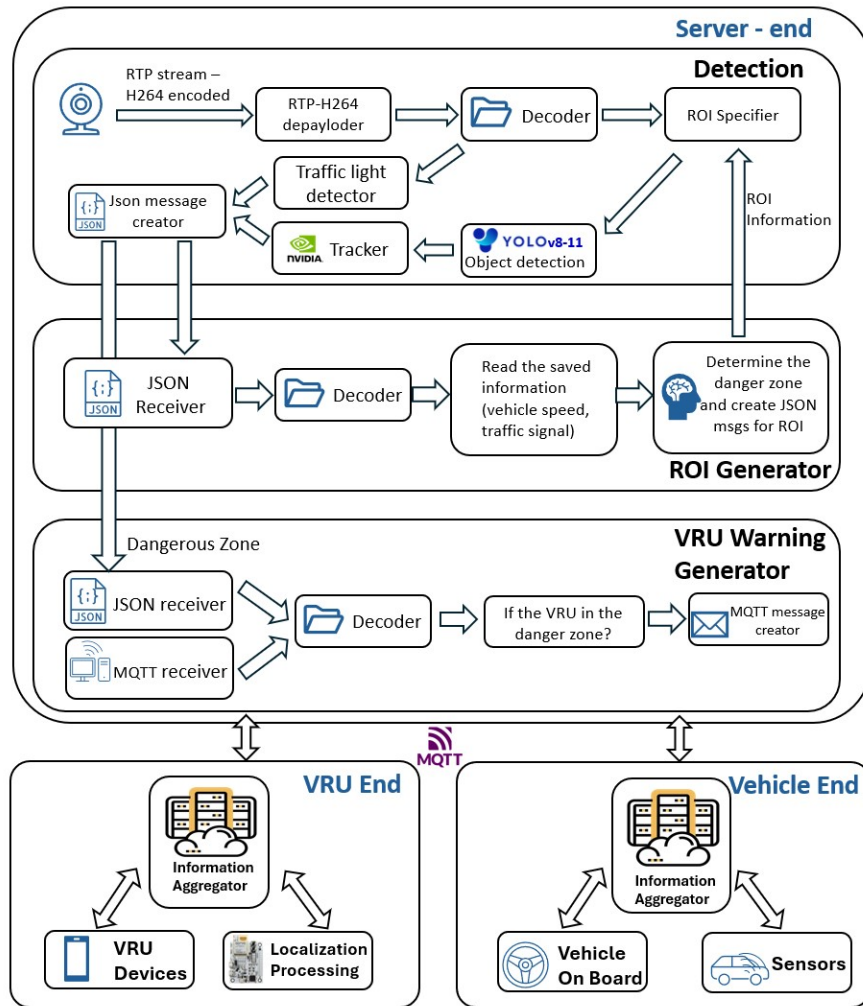 Server - end
Detection
RTP stream –
H264 encoded
RTP-H264
depayloder
Decoder
ROI Specifier
Traffic light
detector
Json message
creator
{;}
JSON
NVIDIA.
Tracker
YOLOv8-11
Object detection
ROI
Information
{;}
JSON
JSON
Receiver
Decoder
Read the saved
information
(vehicle speed,
traffic signal)
Determine the
danger zone
and create JSON
msgs for ROI
ROI Generator
VRU Warning
Generator
Dangerous Zone
{;}
JSON
JSON receiver
MQTT receiver
Decoder
If the VRU in the
danger zone?
MQTT message
creator
MQTT
VRU End
Information
Aggregator
VRU
Devices
Localization
Processing
Vehicle End
Information
Aggregator
Vehicle
On Board
Sensors